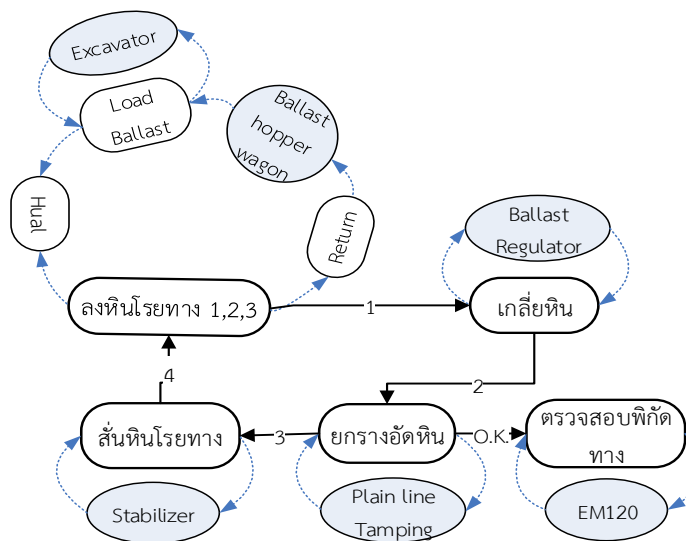 Excavator
Load
Ballast
Ballast
hopper
wagon
Hual
Return
Ballast
Regulator
ลงหินโรยทาง 1,2,3
1
เกลี่ยหิน
2
4
สั่นหินโรยทาง
3
ยกรางอัดหิน
O.K.
ตรวจสอบพิกัด
ทาง
Stabilizer
Plain line
Tamping
EM120